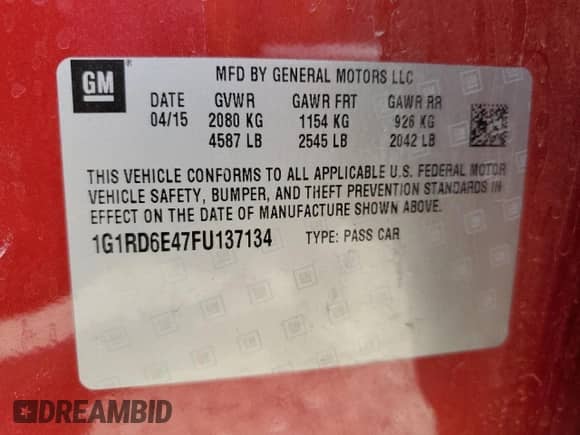 GM ® MFD BY GENERAL MOTORS LLC
DATE GVWR GAWR FRT GAWR RR
04/15 2080 KG 1154 KG 926 KG
4587 LB 2545 LB 2042 LB
THIS VEHICLE CONFORMS TO ALL APPLICABLE U.S. FEDERAL MOTOR
VEHICLE SAFETY, BUMPER, AND THEFT PREVENTION STANDARDS IN
EFFECT ON THE DATE OF MANUFACTURE SHOWN ABOVE.
1G1RD6E47FU137134 TYPE: PASS CAR
DREAMBID